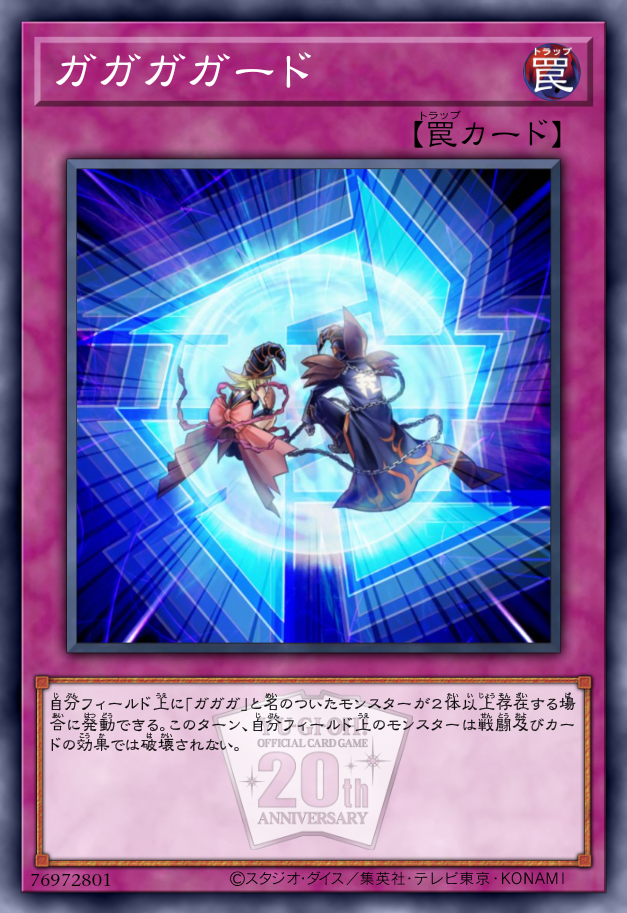 ガガガガード
トラップ
罠
トラップ
【罠カード】
自分フィールド上に「ガガガ」と名のついたモンスターが2体以上存在する場
合に発動できる。このターン、自分フィールド上のモンスターは戦闘及びカー
ドの効果では破壊されない。
YU-GI-OH!
OFFICIAL CARD GAME
20th
ANNIVERSARY
76972801
©スタジオ・ダイス/集英社・テレビ東京・KONAMI